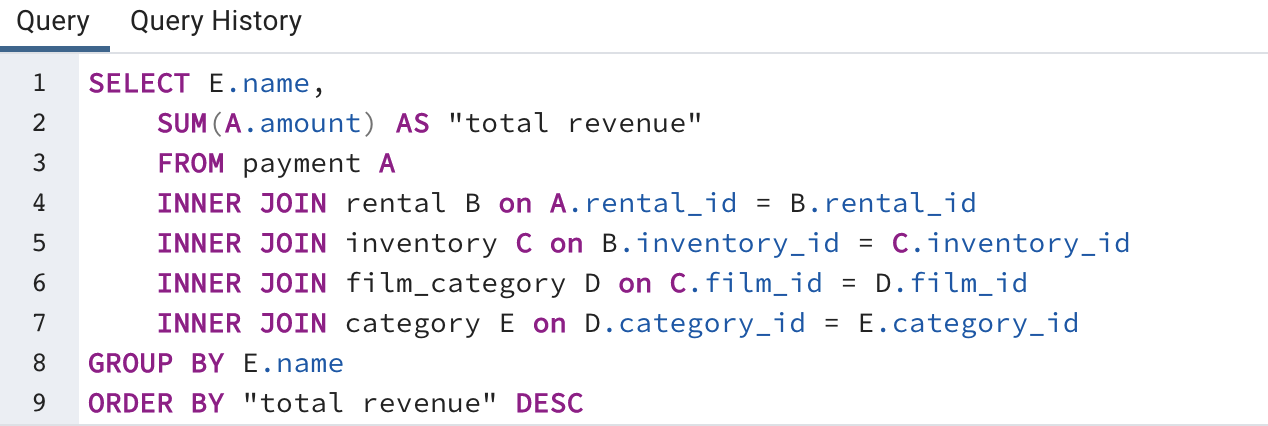 Query Query History
1 SELECT E.name,
2 SUM(A.amount) AS "total revenue"
3 FROM payment A
4 INNER JOIN rental B on A.rental_id = B.rental_id
5 INNER JOIN inventory C on B.inventory_id = C.inventory_id
6 INNER JOIN film_category D on C.film_id = D.film_id
7 INNER JOIN category E on D.category_id = E.category_id
8 GROUP BY E.name
9 ORDER BY "total revenue" DESC